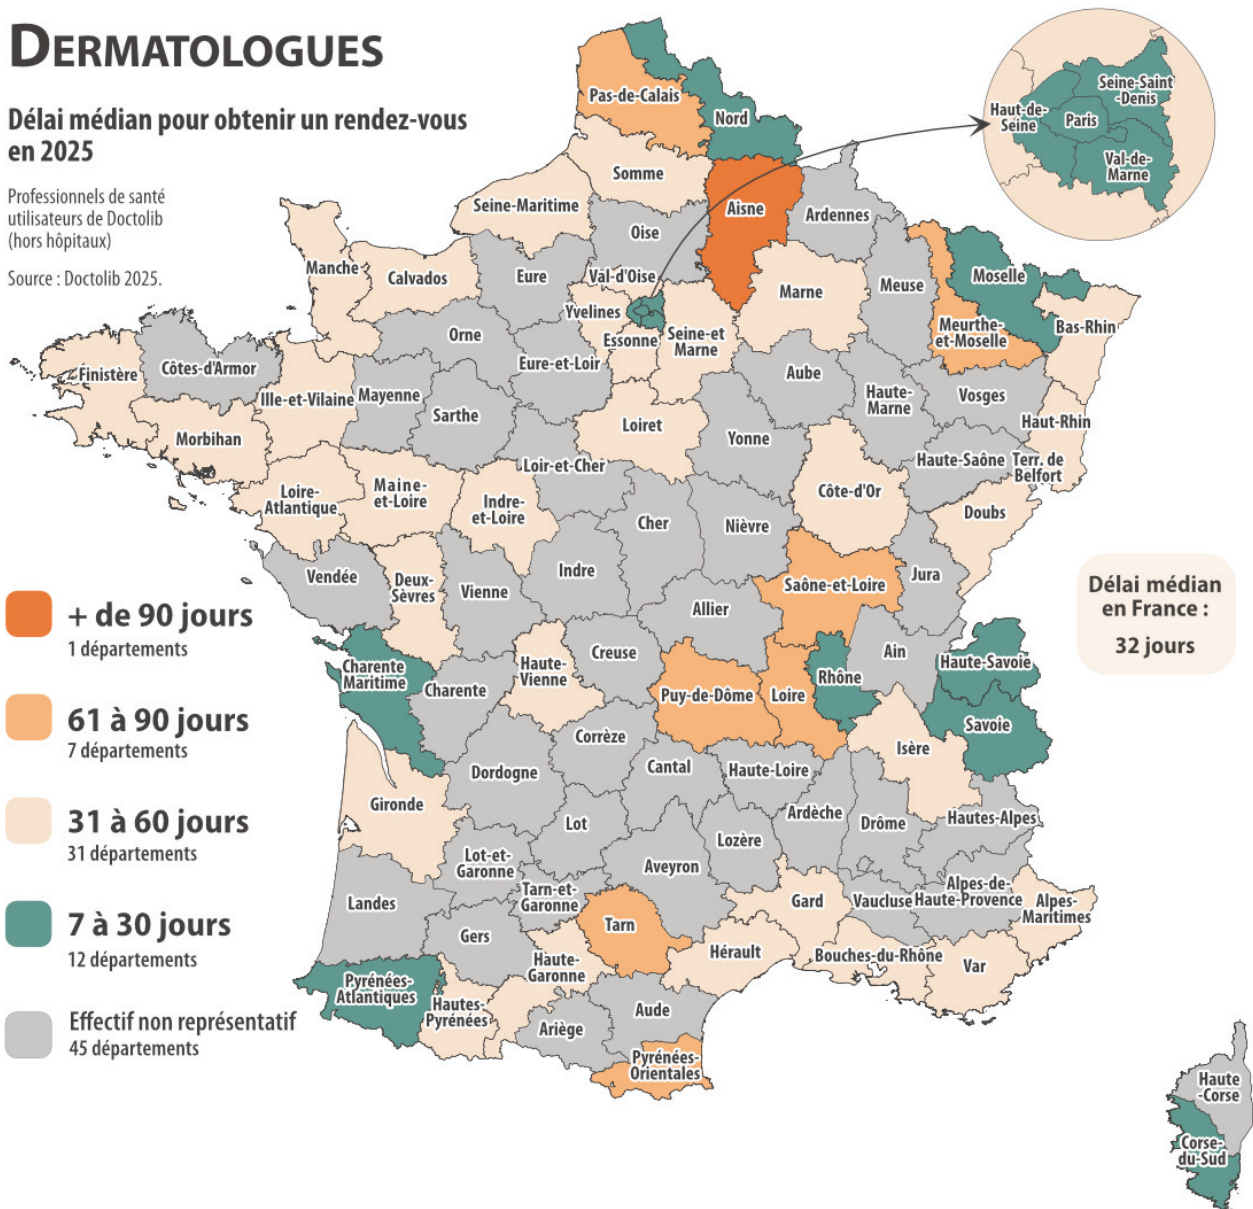 DERMATOLOGUES
Délai médian pour obtenir un rendez-vous
en 2025
Professionnels de santé
utilisateurs de Doctolib
(hors hôpitaux)
Source : Doctolib 2025.
Haut-de-
Seine
Paris
Seine-Saint
-Denis
Val-de-
Marne
Pas-de-Calais
Nord
Somme
Seine-Maritime
Aisne
Ardennes
Oise
Manche
Calvados
Eure
Val-d'Oise
Marne
Meuse
Moselle
Yvelines
Essonne
Seine-et
Marne
Meurthe-
et-Moselle
Bas-Rhin
Orne
Finistère
Côtes-d'Armor
Eure-et-Loir
Aube
Haute-
Marne
Vosges
Ille-et-Vilaine
Mayenne
Sarthe
Loiret
Yonne
Haut-Rhin
Morbihan
Loir-et-Cher
Haute-Saône
Terr. de
Belfort
Loire-
Atlantique
Maine-
et-Loire
Indre-
et-Loire
Côte-d'Or
Doubs
Cher
Nièvre
Vendée
Deux-
Sèvres
Vienne
Indre
Saône-et-Loire
Jura
Allier
Délai médian
en France :
32 jours
+ de 90 jours
1 départements
Charente
Maritime
Charente
Haute-
Vienne
Creuse
Puy-de-Dôme
Loire
Rhône
Ain
Haute-Savoie
Savoie
61 à 90 jours
7 départements
Corrèze
Isère
Dordogne
Cantal
Haute-Loire
Gironde
31 à 60 jours
31 départements
Lot
Lozère
Ardèche
Drôme
Hautes-Alpes
Lot-et-
Garonne
Aveyron
Landes
Tarn-et-
Garonne
Gard
Vaucluse
Alpes-de-
Haute-Provence
Alpes-
Maritimes
7 à 30 jours
12 départements
Gers
Tarn
Haute-
Garonne
Hérault
Bouches-du-Rhône
Var
Pyrénées-
Atlantiques
Hautes-
Pyrénées
Ariège
Aude
Effectif non représentatif
45 départements
Pyrénées-
Orientales
Haute
-Corse
Corse-
du-Sud